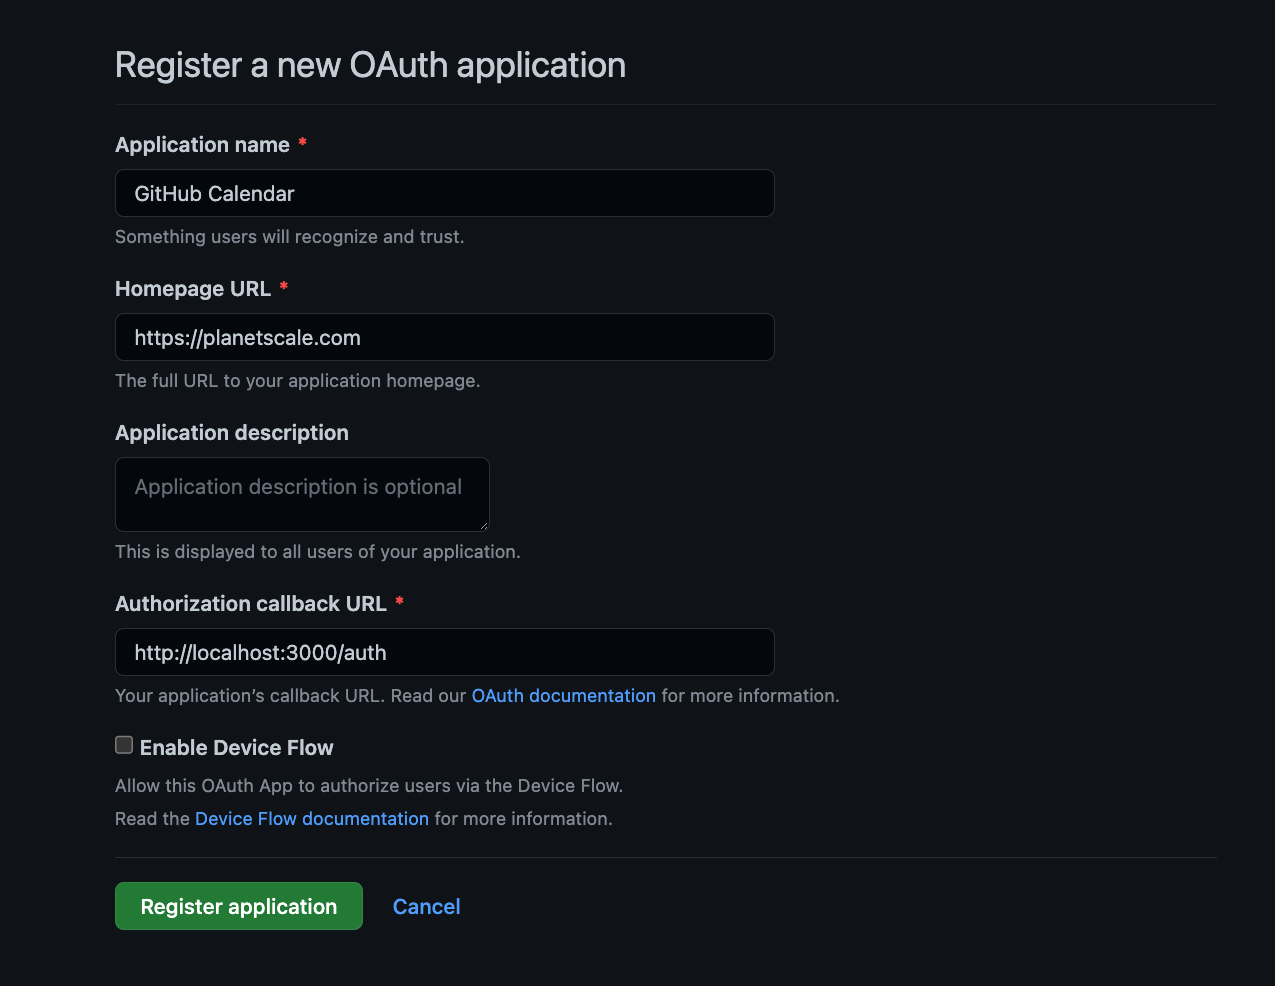 Register a new OAuth application
Application name *
GitHub Calendar
Something users will recognize and trust.
Homepage URL *
https://planetscale.com
The full URL to your application homepage.
Application description
Application description is optional
This is displayed to all users of your application.
Authorization callback URL *
http://localhost:3000/auth
Your application’s callback URL. Read our OAuth documentation for more information.
Enable Device Flow
Allow this OAuth App to authorize users via the Device Flow.
Read the Device Flow documentation for more information.
Register application Cancel